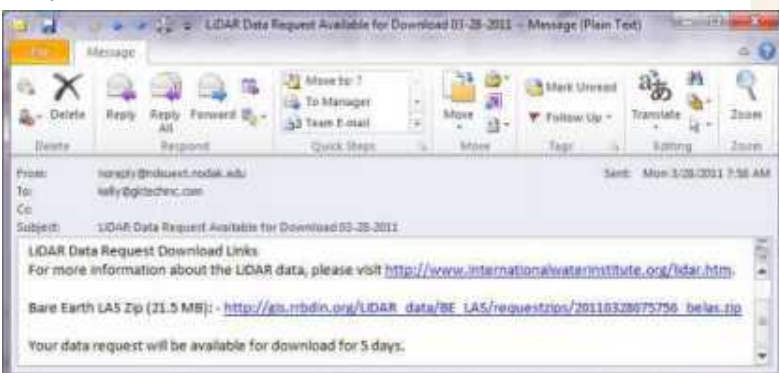 LiDAR Data Request Available for Download 03-28-2011 - Message (Plain Text)
File Message
Delete Reply Reply All Forward
Move to: ?
To Manager
Team E-mail
Move
Mark Unread
Follow Up
Translate
Zoom
Delete Respond Quick Steps Move Tags Editing Zoom
From: noreply@ndsuext.nodak.edu Sent: Mon 3/28/2011 7:58 AM
To:
Cc
Subject: LiDAR Data Request Available for Download 03-28-2011
LiDAR Data Request Download Links
For more information about the LiDAR data, please visit http://www.internationalwaterinstitute.org/lidar.htm.
Bare Earth LAS Zip (21.5 MB): - http://gis.rrbdin.org/LiDAR_data/BE_LAS/requestzips/20110328075756_belas.zip
Your data request will be available for download for 5 days.